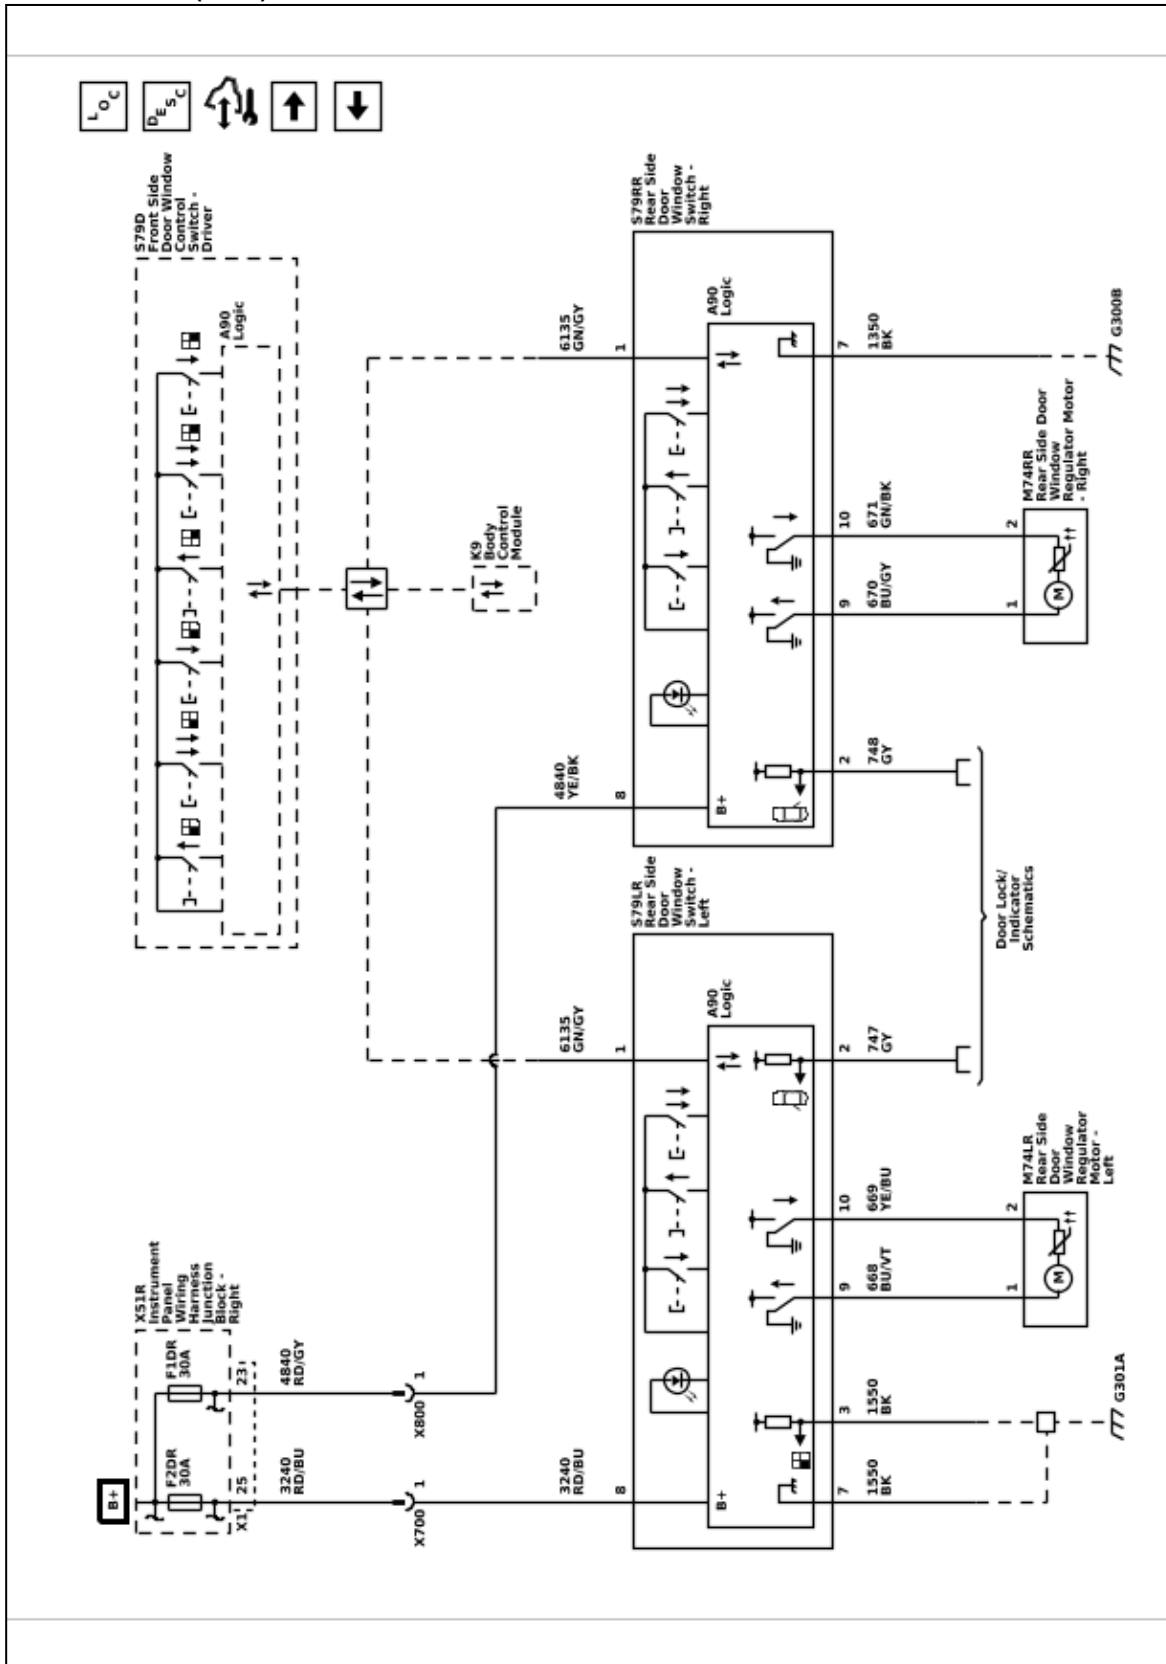 B+
X51R
Instrument
Panel
Wiring
Harness
Junction
Block -
Right
F2DR
30A
F1DR
30A
X1
25
23
3240
RD/BU
4840
RD/GY
X700
1
X800
1
S79D
Front Side
Door Window
Control
Switch -
Driver
A90
Logic
L O C
D E S C
K9
Body
Control
Module
3240
RD/BU
8
6135
GN/GY
1
4840
YE/BK
8
6135
GN/GY
1
S79LR
Rear Side
Door
Window
Switch -
Left
A90
Logic
B+
S79RR
Rear Side
Door
Window
Switch -
Right
A90
Logic
B+
7
1550
BK
3
1550
BK
9
668
BU/VT
10
669
YE/BU
2
747
GY
2
748
GY
9
670
BU/GY
10
671
GN/BK
7
1350
BK
G301A
1
2
M
M74LR
Rear Side
Door
Window
Regulator
Motor -
Left
Door Lock/
Indicator
Schematics
1
2
M
M74RR
Rear Side Door
Window
Regulator Motor
- Right
G300B